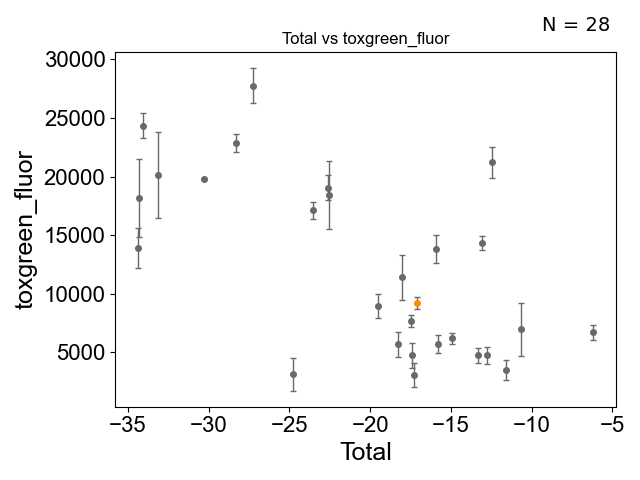 N = 28
Total vs toxgreen_fluor
30000
25000
20000
15000
10000
5000
toxgreen_fluor
−35 −30 −25 −20 −15 −10 −5
Total